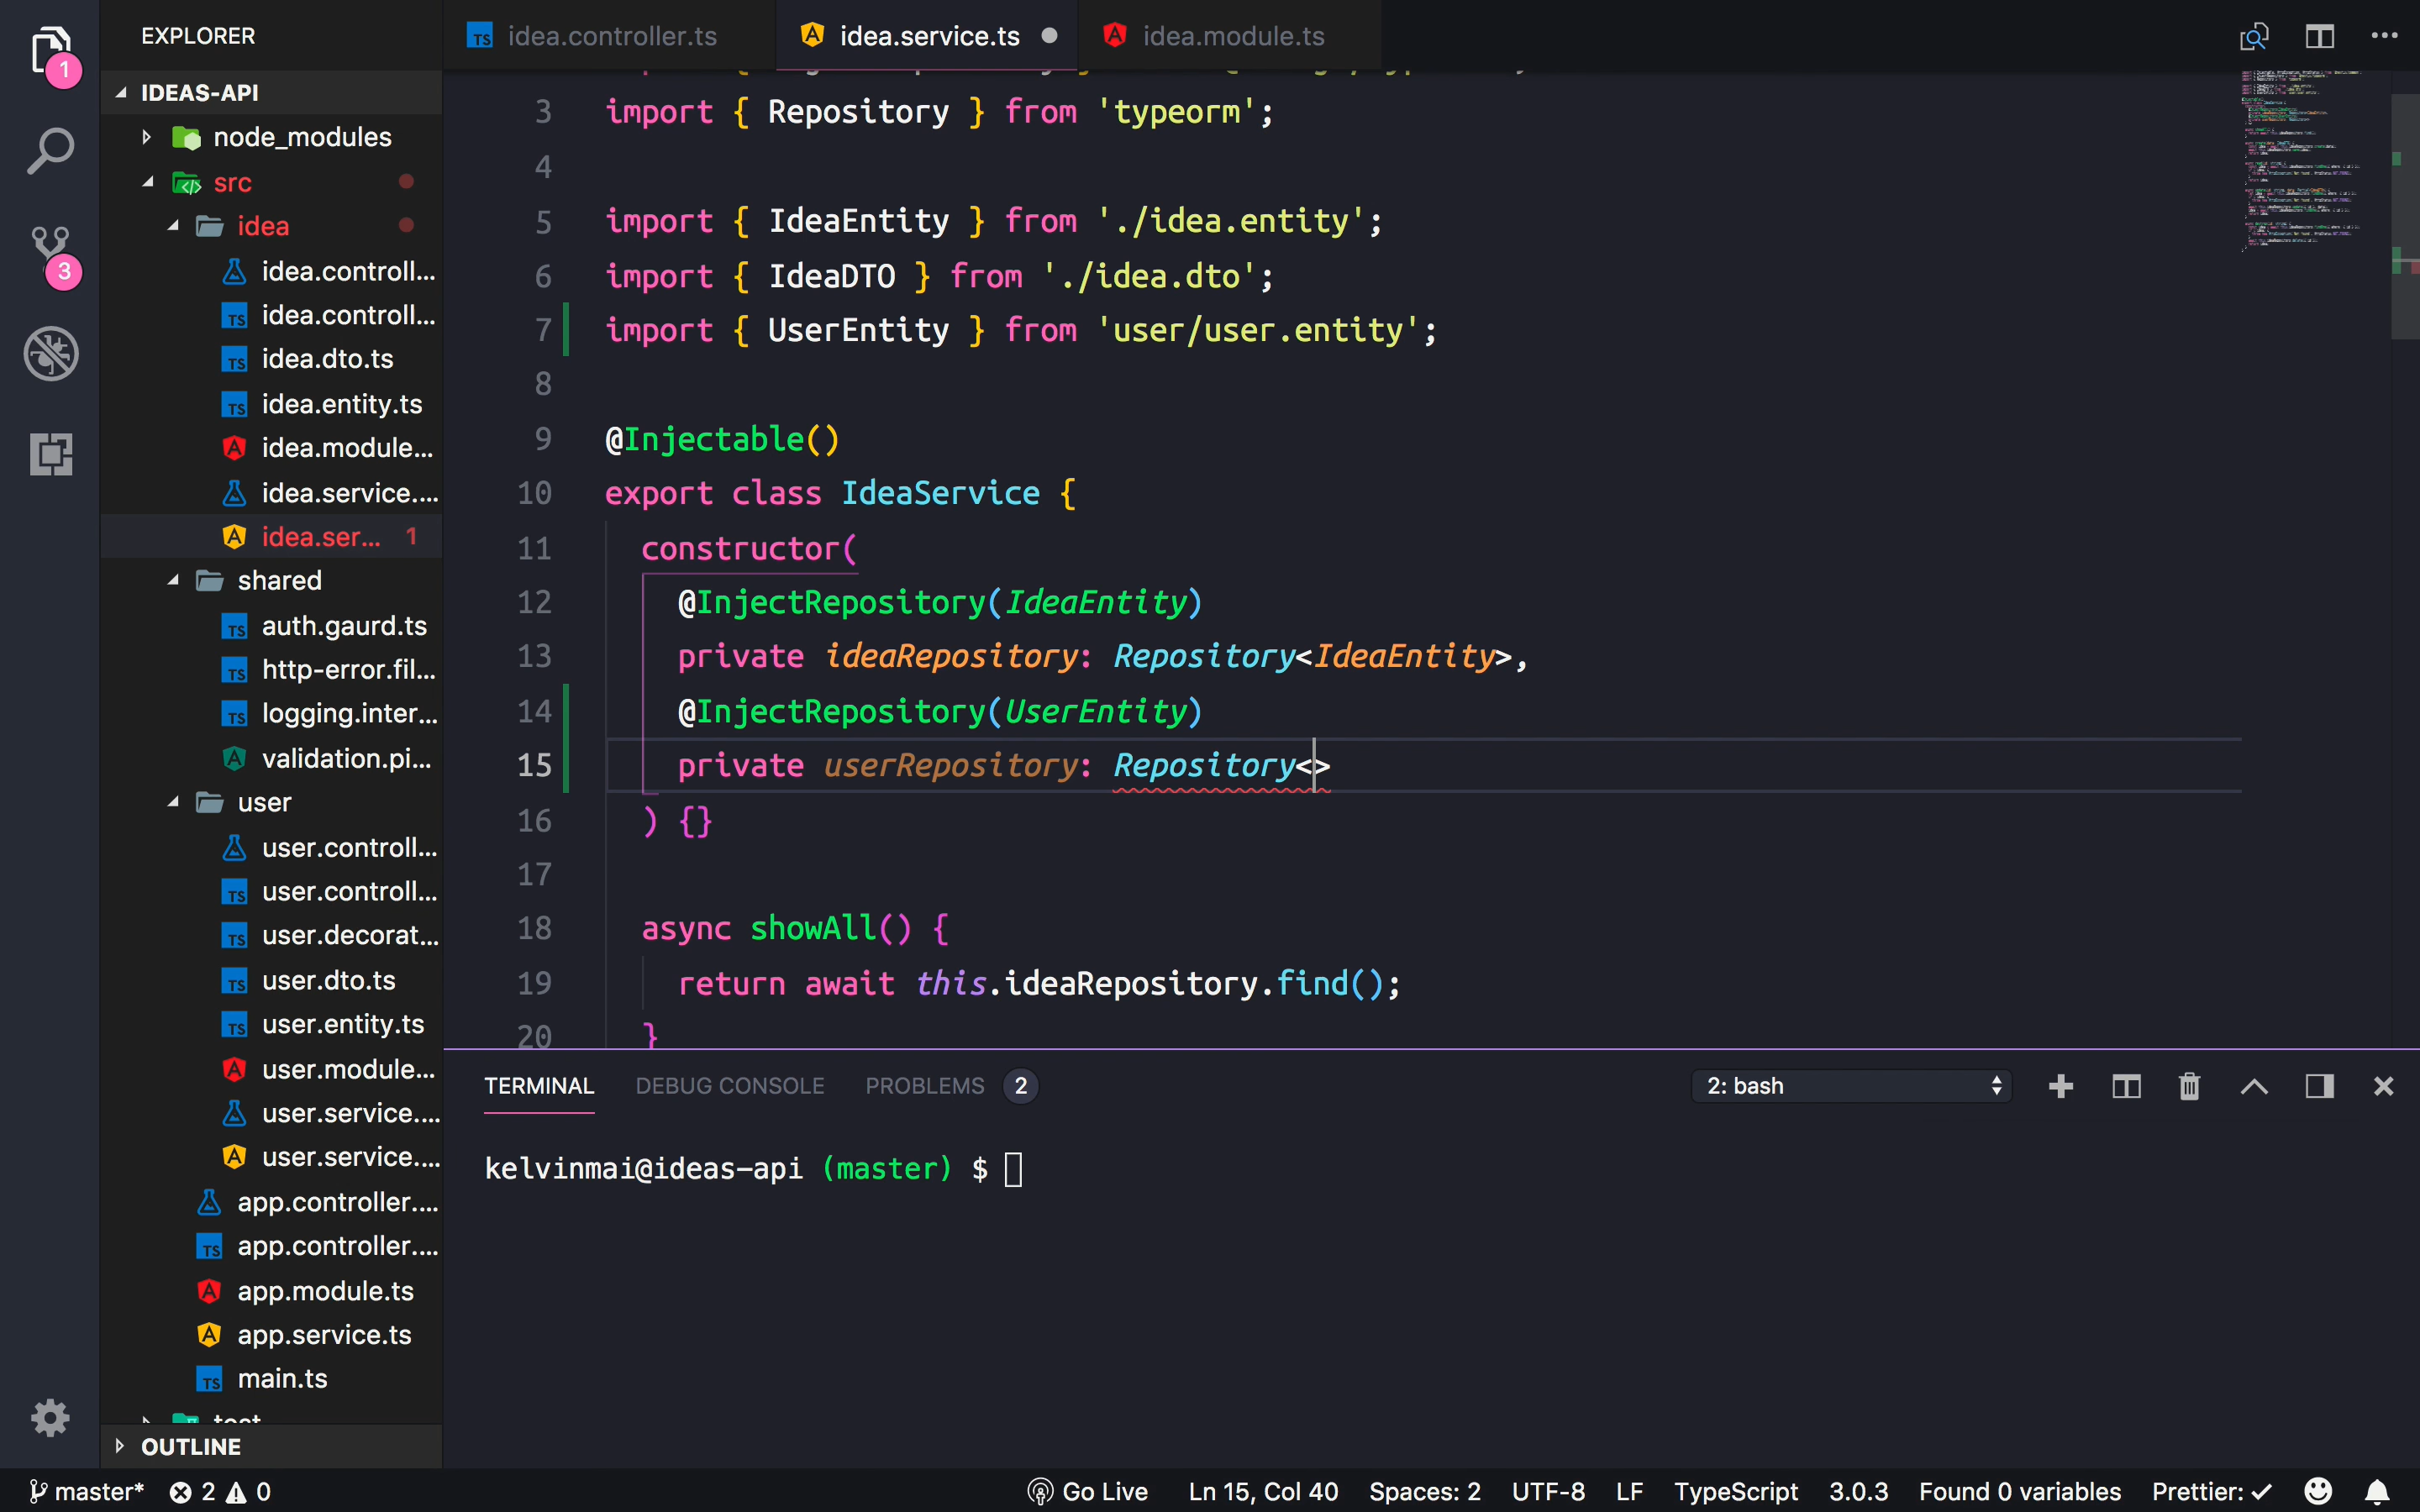 EXPLORER
IDEAS-API
node_modules
src
idea
idea.controll...
idea.controll...
idea.dto.ts
idea.entity.ts
idea.module...
idea.service....
idea.ser... 1
shared
auth.gaurd.ts
http-error.fil...
logging.inter...
validation.pi...
user
user.controll...
user.controll...
user.decorat...
user.dto.ts
user.entity.ts
user.module...
user.service....
user.service....
app.controller....
app.controller....
app.module.ts
app.service.ts
main.ts
test
OUTLINE
1
3
idea.controller.ts
idea.service.ts
idea.module.ts
3 import { Repository } from 'typeorm';
4
5 import { IdeaEntity } from './idea.entity';
6 import { IdeaDTO } from './idea.dto';
7 import { UserEntity } from 'user/user.entity';
8
9 @Injectable()
10 export class IdeaService {
11 constructor(
12 @InjectRepository(IdeaEntity)
13 private ideaRepository: Repository<IdeaEntity>,
14 @InjectRepository(UserEntity)
15 private userRepository: Repository<>
16 ) {}
17
18 async showAll() {
19 return await this.ideaRepository.find();
20 }
TERMINAL DEBUG CONSOLE PROBLEMS 2 2: bash
kelvinmai@ideas-api (master) $
master* 2 0 Go Live Ln 15, Col 40 Spaces: 2 UTF-8 LF TypeScript 3.0.3 Found 0 variables Prettier: ✓